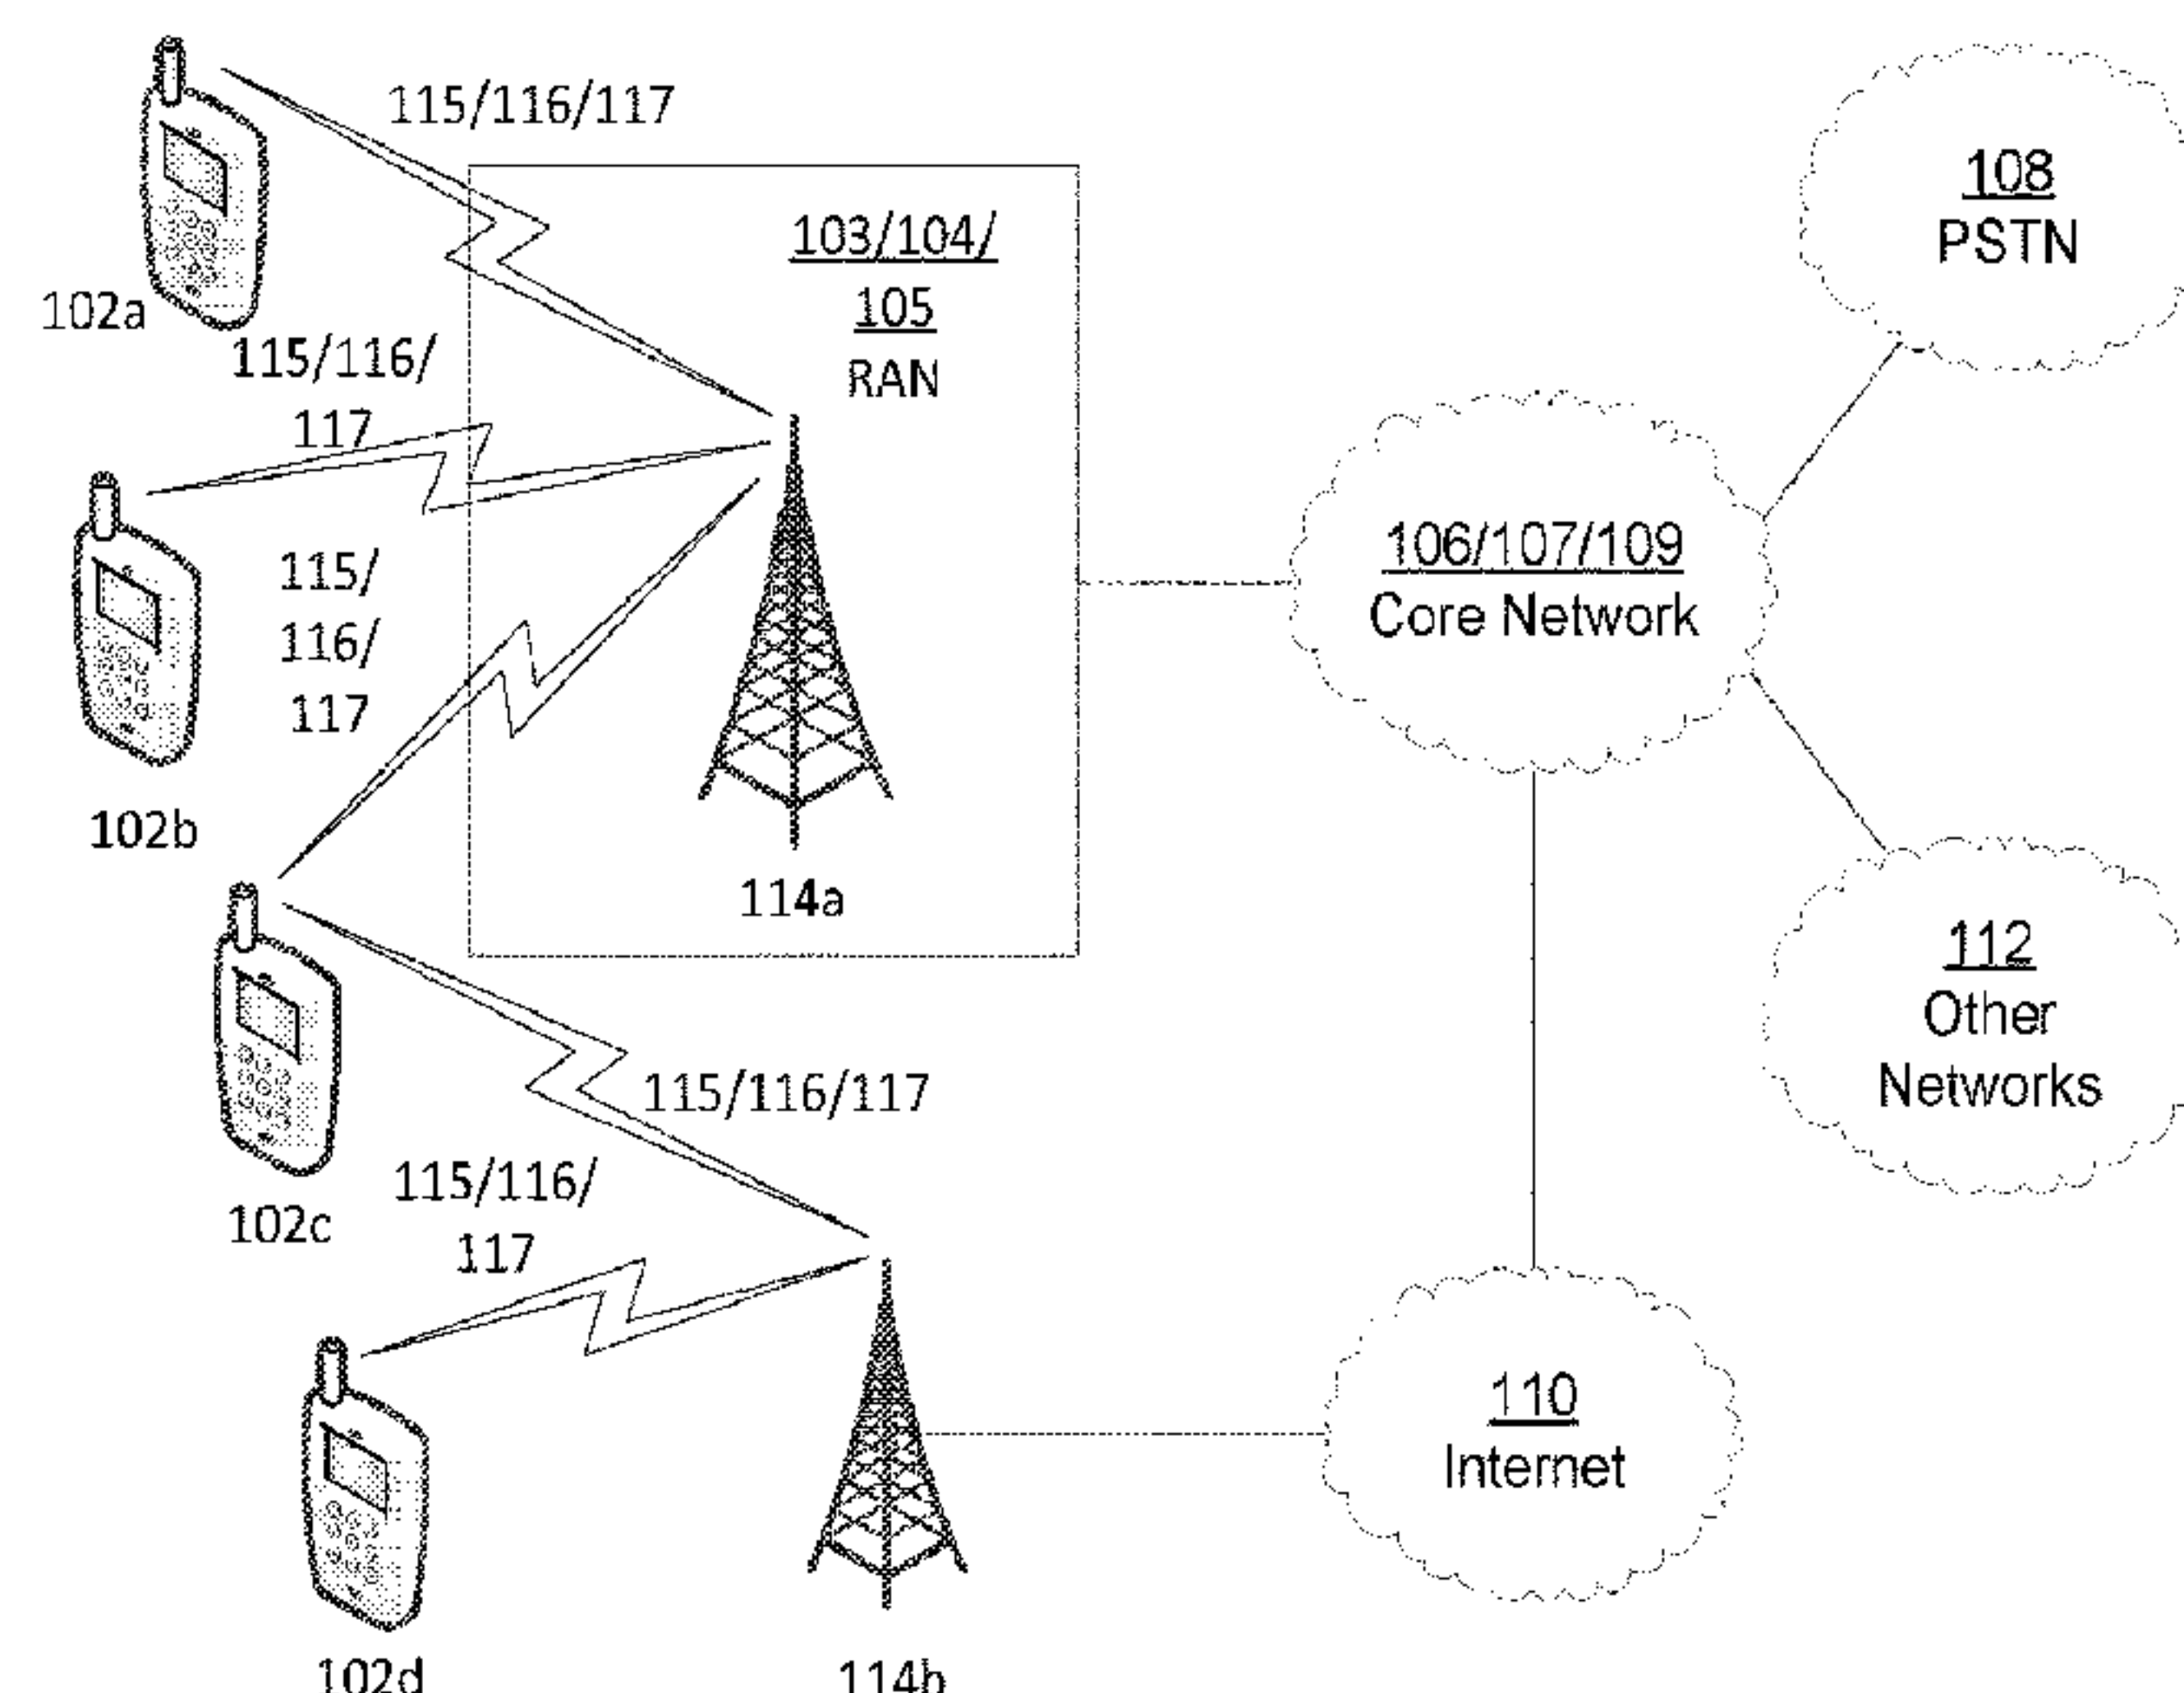 115/116/117
103/104/
105
RAN
108
PSTN
102a
115/116/
117
115/
116/
117
102b
114a
106/107/109
Core Network
112
Other
Networks
115/116/117
115/116/
117
102c
110
Internet
102d
114b